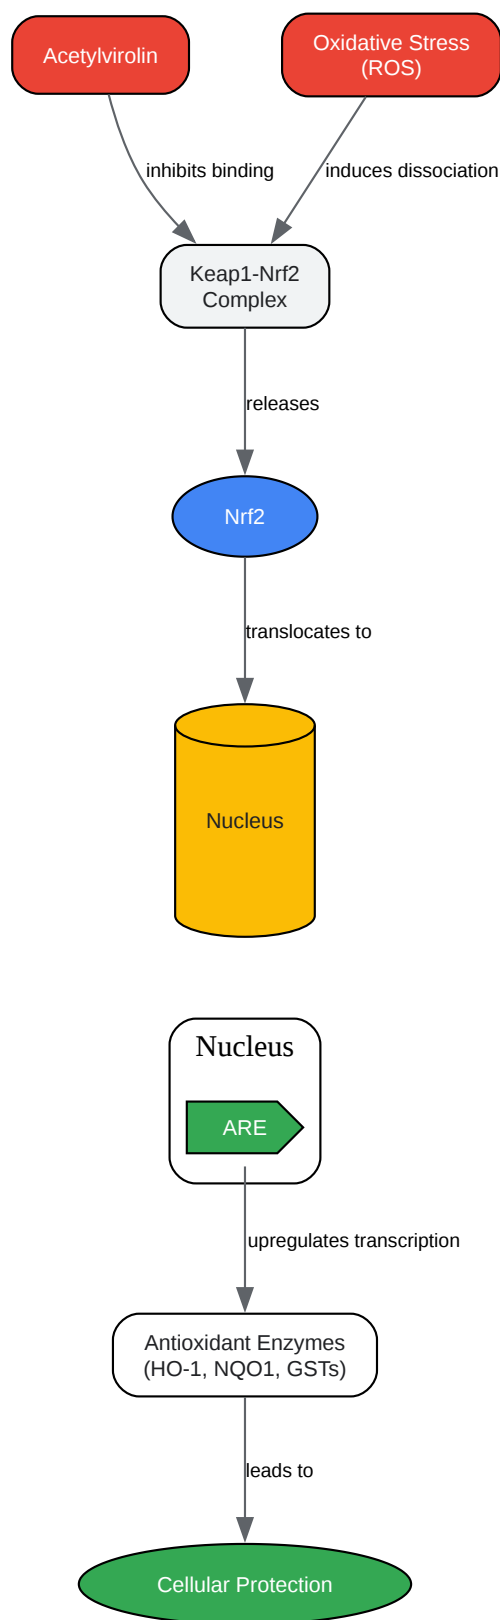 Acetylvirolin
Oxidative Stress
(ROS)
inhibits binding
induces dissociation
Keap1-Nrf2
Complex
releases
Nrf2
translocates to
Nucleus
Nucleus
ARE
upregulates transcription
Antioxidant Enzymes
(HO-1, NQO1, GSTs)
leads to
Cellular Protection